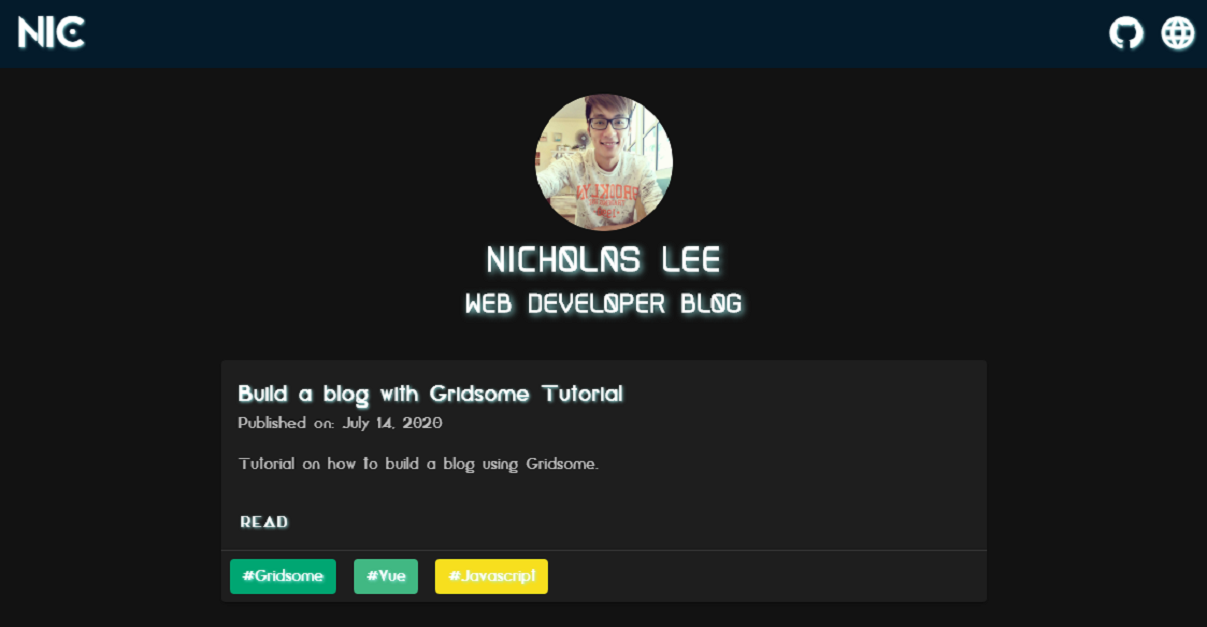 NIC
NICHOLAS LEE
WEB DEVELOPER BLOG
Build a blog with Gridsome Tutorial
Published on: July 14, 2020
Tutorial on how to build a blog using Gridsome.
READ
#Gridsome #Vue #Javascript